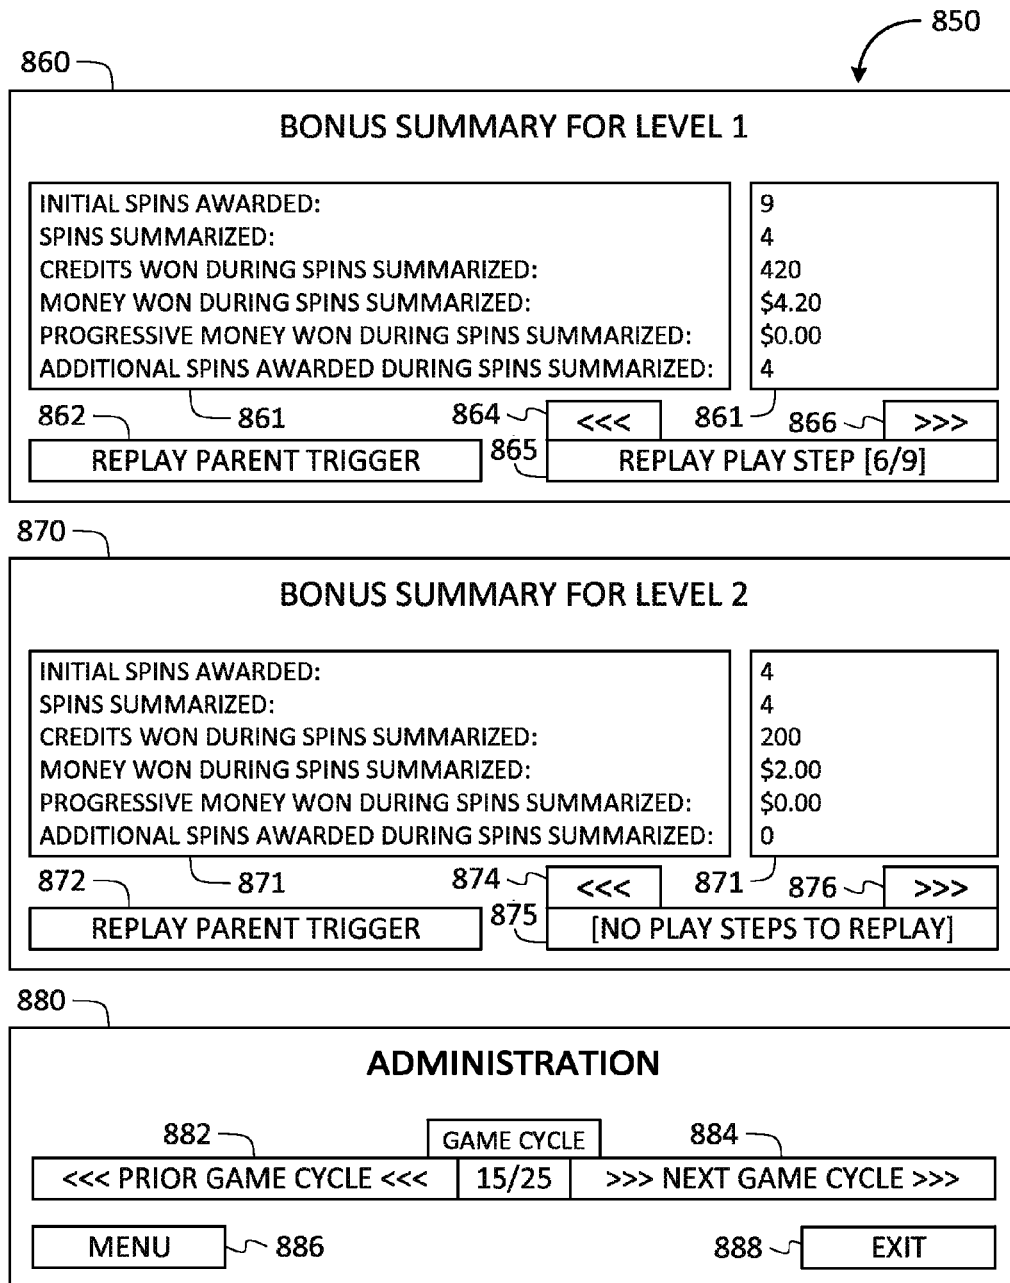 850
860
BONUS SUMMARY FOR LEVEL 1
INITIAL SPINS AWARDED: 9
SPINS SUMMARIZED: 4
CREDITS WON DURING SPINS SUMMARIZED: 420
MONEY WON DURING SPINS SUMMARIZED: $4.20
PROGRESSIVE MONEY WON DURING SPINS SUMMARIZED: $0.00
ADDITIONAL SPINS AWARDED DURING SPINS SUMMARIZED: 4
862 861 864 <<< 861 866 >>>
REPLAY PARENT TRIGGER 865 REPLAY PLAY STEP [6/9]
870
BONUS SUMMARY FOR LEVEL 2
INITIAL SPINS AWARDED: 4
SPINS SUMMARIZED: 4
CREDITS WON DURING SPINS SUMMARIZED: 200
MONEY WON DURING SPINS SUMMARIZED: $2.00
PROGRESSIVE MONEY WON DURING SPINS SUMMARIZED: $0.00
ADDITIONAL SPINS AWARDED DURING SPINS SUMMARIZED: 0
872 871 874 <<< 871 876 >>>
REPLAY PARENT TRIGGER 875 [NO PLAY STEPS TO REPLAY]
880
ADMINISTRATION
882 GAME CYCLE 884
<<< PRIOR GAME CYCLE <<< 15/25 >>> NEXT GAME CYCLE >>>
MENU 886 888 EXIT